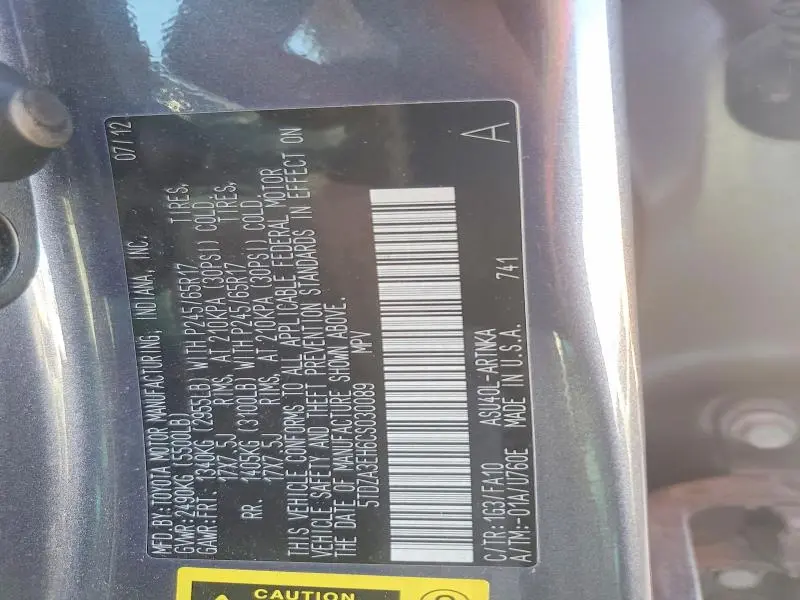 MFD.BY:TOYOTA MOTOR MANUFACTURING, INDIANA, INC. 07/12
GVWR:2490KG (5500LB)
GAWR:FRT. 1340KG (2955LB) WITH P245/65R17 TIRES.
17X7.5J RIMS. AT 210KPA (30PSI) COLD.
RR. 1405KG (3100LB) WITH P245/65R17 TIRES.
17X7.5J RIMS. AT 210KPA (30PSI) COLD.
THIS VEHICLE CONFORMS TO ALL APPLICABLE FEDERAL MOTOR
VEHICLE SAFETY AND THEFT PREVENTION STANDARDS IN EFFECT ON
THE DATE OF MANUFACTURE SHOWN ABOVE.
5TDZA3EH6CS030089 MPV
C/TR:1G3/FA10 ASU40L-ARTNKA A
A/TM:-01A/U760E MADE IN U.S.A. 741
CAUTION